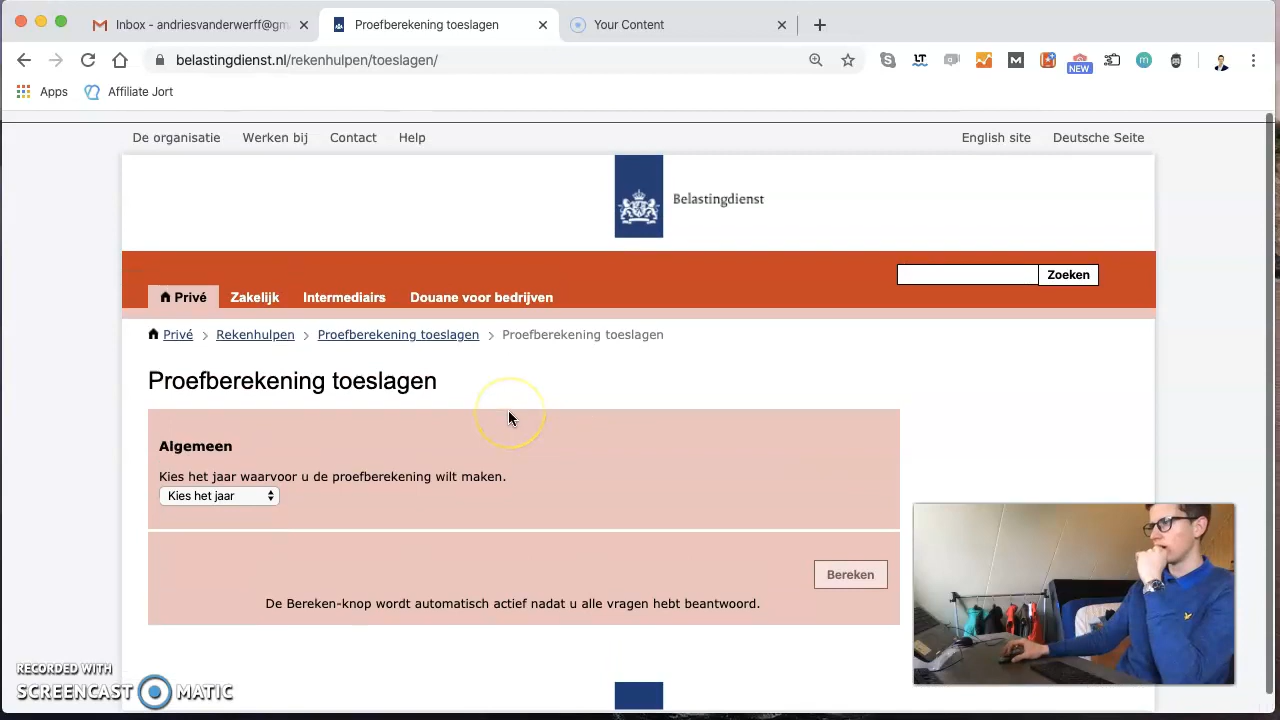 Inbox - andriesvanderwerff@gm
Proefberekening toeslagen
Your Content
belastingdienst.nl/rekenhulpen/toeslagen/
NEW
Apps
Affiliate Jort
De organisatie
Werken bij
Contact
Help
English site
Deutsche Seite
Belastingdienst
Zoeken
Privé
Zakelijk
Intermediairs
Douane voor bedrijven
Privé > Rekenhulpen > Proefberekening toeslagen > Proefberekening toeslagen
Proefberekening toeslagen
Algemeen
Kies het jaar waarvoor u de proefberekening wilt maken.
Kies het jaar
Bereken
De Bereken-knop wordt automatisch actief nadat u alle vragen hebt beantwoord.
RECORDED WITH
SCREENCAST MATIC